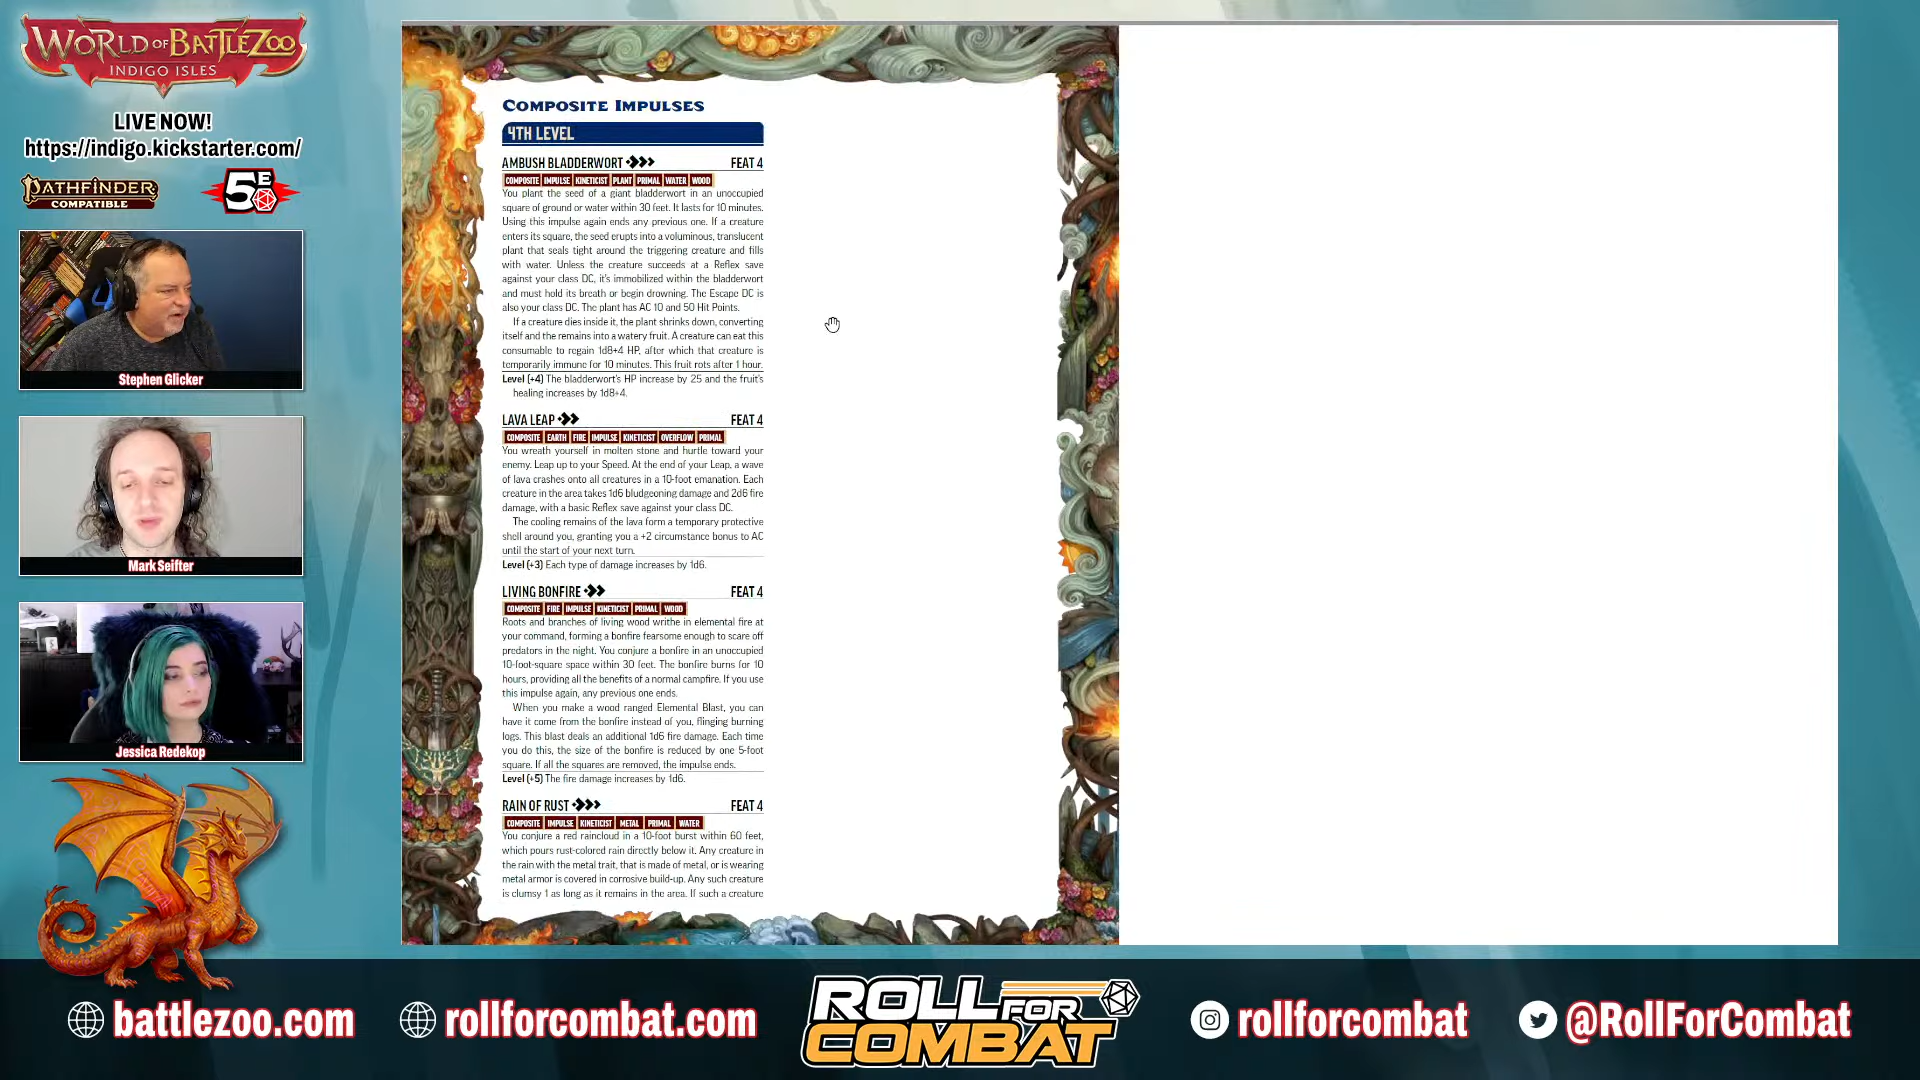 WORLD OF BATTLEZOO
INDIGO ISLES
LIVE NOW!
https://indigo.kickstarter.com/
PATHFINDER
COMPATIBLE
5E
Stephen Glicker
Mark Seifter
Jessica Redekop
COMPOSITE IMPULSES
4TH LEVEL
AMBUSH BLADDERWORT FEAT 4
COMPOSITE IMPULSE KINETICIST PLANT PRIMAL WATER WOOD
You plant the seed of a giant bladderwort in an unoccupied
square of ground or water within 30 feet. It lasts for 10 minutes.
Using this impulse again ends any previous one. If a creature
enters its square, the seed erupts into a voluminous, translucent
plant that seals tight around the triggering creature and fills
with water. Unless the creature succeeds at a Reflex save
against your class DC, it's immobilized within the bladderwort
and must hold its breath or begin drowning. The Escape DC is
also your class DC. The plant has AC 10 and 50 Hit Points.
If a creature dies inside it, the plant shrinks down, converting
itself and the remains into a watery fruit. A creature can eat this
consumable to regain 1d8+4 HP, after which that creature is
temporarily immune for 10 minutes. This fruit rots after 1 hour.
Level (+4) The bladderwort's HP increase by 25 and the fruit's
healing increases by 1d8+4.
LAVA LEAP FEAT 4
COMPOSITE EARTH FIRE IMPULSE KINETICIST OVERFLOW PRIMAL
You wreath yourself in molten stone and hurtle toward your
enemy. Leap up to your Speed. At the end of your Leap, a wave
of lava crashes onto all creatures in a 10-foot emanation. Each
creature in the area takes 1d6 bludgeoning damage and 2d6 fire
damage, with a basic Reflex save against your class DC.
The cooling remains of the lava form a temporary protective
shell around you, granting you a +2 circumstance bonus to AC
until the start of your next turn.
Level (+3) Each type of damage increases by 1d6.
LIVING BONFIRE FEAT 4
COMPOSITE FIRE IMPULSE KINETICIST PRIMAL WOOD
Roots and branches of living wood writhe in elemental fire at
your command, forming a bonfire fearsome enough to scare off
predators in the night. You conjure a bonfire in an unoccupied
10-foot-square space within 30 feet. The bonfire burns for 10
hours, providing all the benefits of a normal campfire. If you use
this impulse again, any previous one ends.
When you make a wood ranged Elemental Blast, you can
have it come from the bonfire instead of you, flinging burning
logs. This blast deals an additional 1d6 fire damage. Each time
you do this, the size of the bonfire is reduced by one 5-foot
square. If all the squares are removed, the impulse ends.
Level (+5) The fire damage increases by 1d6.
RAIN OF RUST FEAT 4
COMPOSITE IMPULSE KINETICIST METAL PRIMAL WATER
You conjure a red raincloud in a 10-foot burst within 60 feet,
which pours rust-colored rain directly below it. Any creature in
the rain with the metal trait, that is made of metal, or is wearing
metal armor is covered in corrosive build-up. Any such creature
is clumsy 1 as long as it remains in the area. If such a creature
battlezoo.com
rollforcombat.com
ROLL FOR
COMBAT
rollforcombat
@RollForCombat